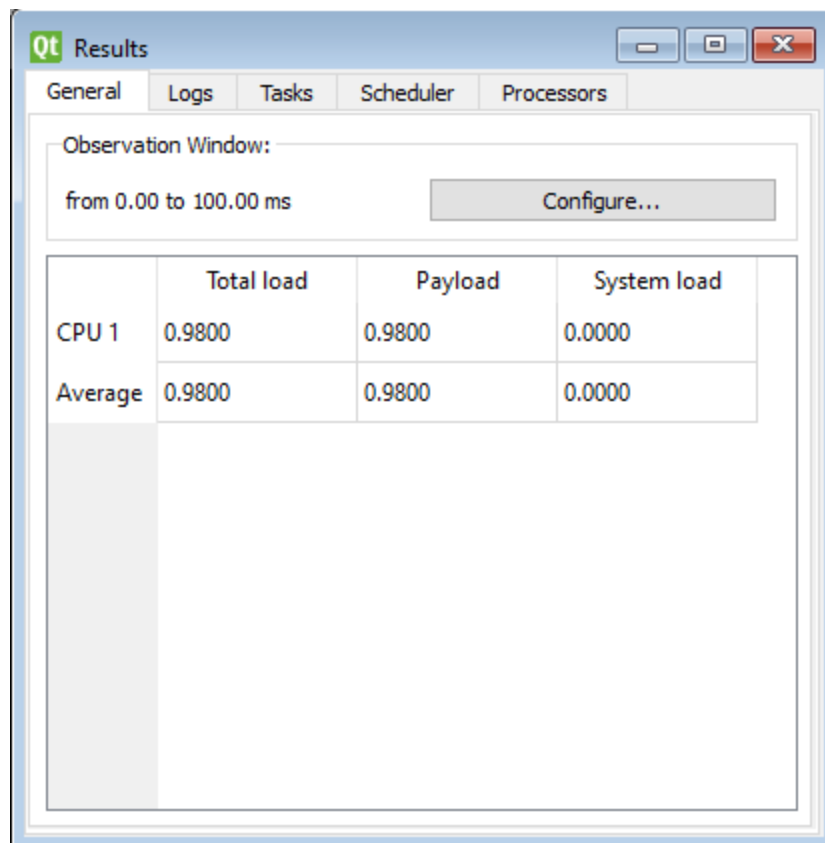 Qt Results
General Logs Tasks Scheduler Processors
Observation Window:
from 0.00 to 100.00 ms Configure...
Total load Payload System load
CPU 1 0.9800 0.9800 0.0000
Average 0.9800 0.9800 0.0000